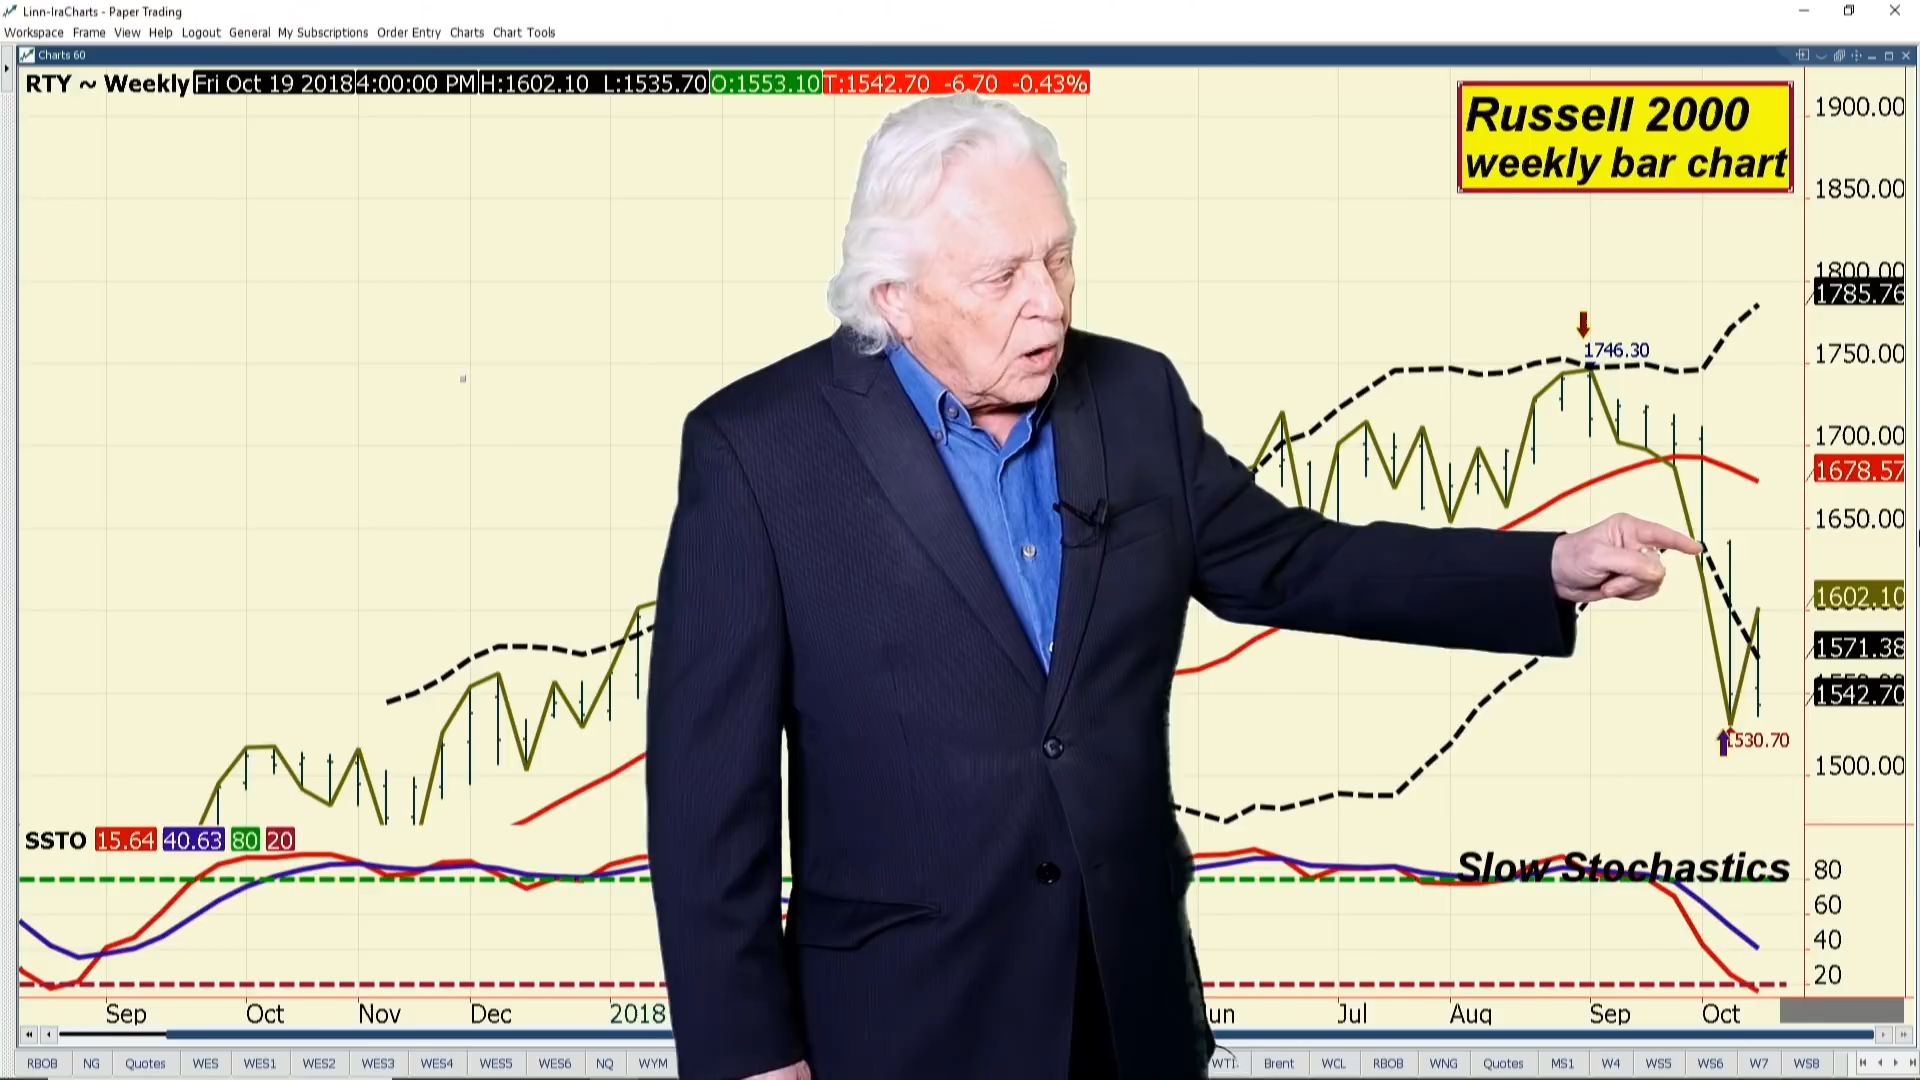 Linn-IraCharts - Paper Trading
Workspace Frame View Help Logout General My Subscriptions Order Entry Charts Chart Tools
Charts 60
RTY ~ Weekly Fri Oct 19 2018 4:00:00 PM H:1602.10 L:1535.70 O:1553.10 T:1542.70 -6.70 -0.43%
Russell 2000
weekly bar chart
1900.00
1850.00
1800.00
1785.76
1750.00
1746.30
1700.00
1678.57
1650.00
1602.10
1571.38
1542.70
1530.70
1500.00
SSTO 15.64 40.63 80 20
Slow Stochastics
80
60
40
20
Sep Oct Nov Dec 2018 Jul Aug Sep Oct
RBOB NG Quotes WES WES1 WES2 WES3 WES4 WES5 WES6 NQ WYM Brent WCL RBOB WNG Quotes MS1 W4 WS5 WS6 W7 WS8